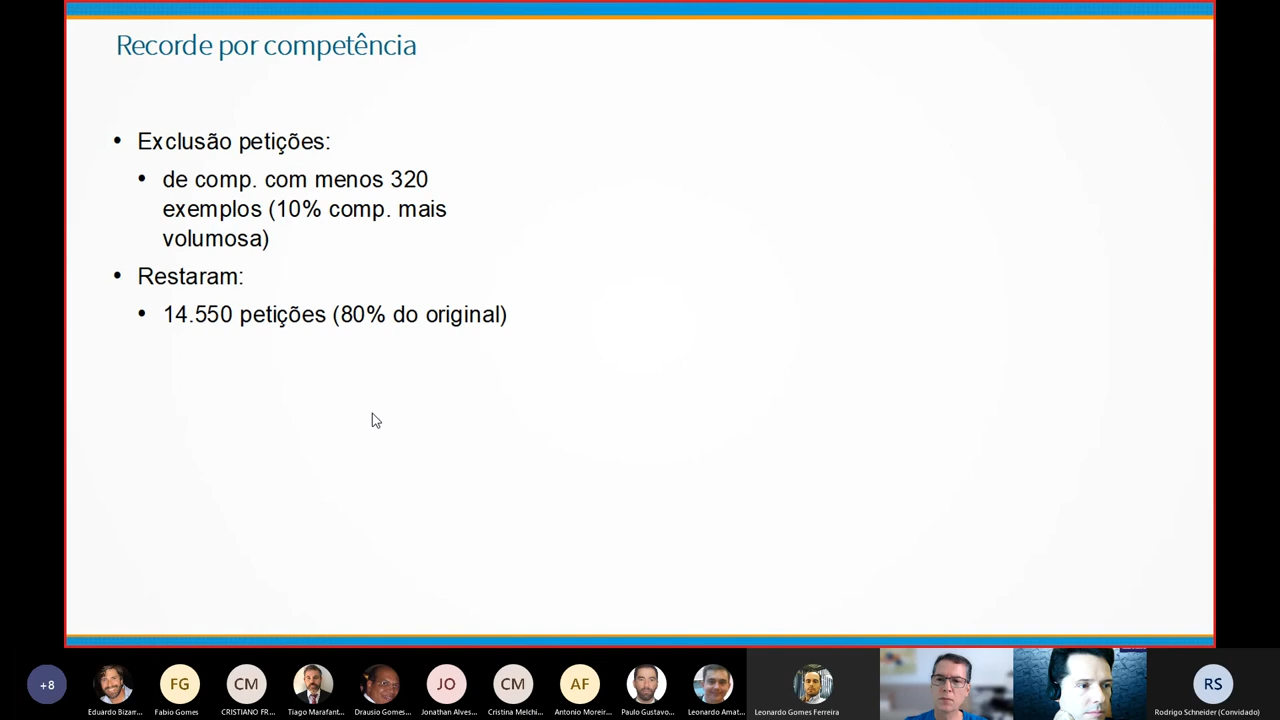 Recorde por competência
• Exclusão petições:
• de comp. com menos 320
exemplos (10% comp. mais
volumosa)
• Restaram:
• 14.550 petições (80% do original)
+8
FG
CM
JO
CM
AF
RS
Eduardo Bizarr...
Fabio Gomes
CRISTIANO FR...
Tiago Marafant...
Drausio Gomes...
Jonathan Alves...
Cristina Melchi...
Antonio Moreir...
Paulo Gustavo...
Leonardo Amat...
Leonardo Gomes Ferreira
Rodrigo Schneider (Convidado)